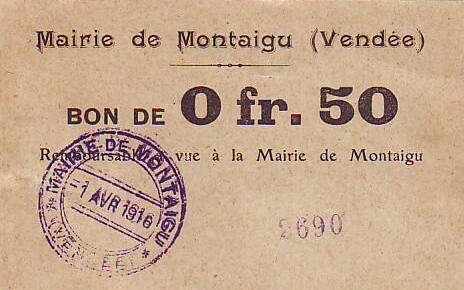 Mairie de Montaigu (Vendée)
BON DE 0 fr. 50
Remboursable à vue à la Mairie de Montaigu
* MAIRIE DE MONTAIGU *
-1 AVR 1916
(VENDÉE)
2690